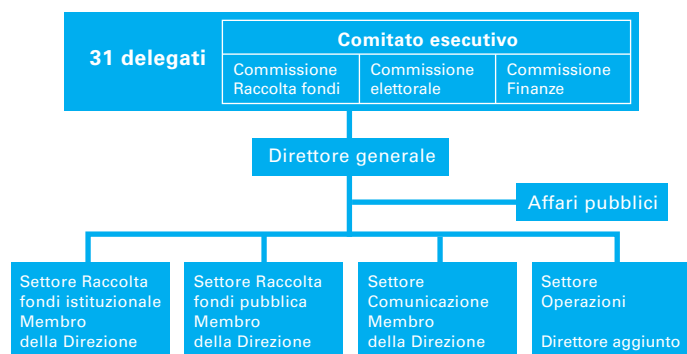 31 delegati
Comitato esecutivo
Commissione
Raccolta fondi
Commissione
elettorale
Commissione
Finanze
Direttore generale
Affari pubblici
Settore Raccolta
fondi istituzionale
Membro
della Direzione
Settore Raccolta
fondi pubblica
Membro
della Direzione
Settore
Comunicazione
Membro
della Direzione
Settore
Operazioni
Direttore aggiunto